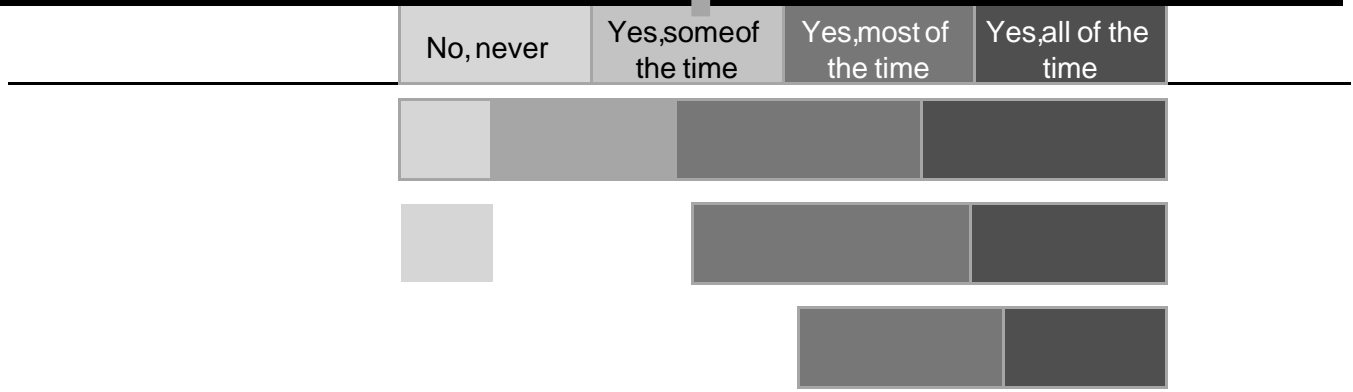 No, never
Yes,someof
the time
Yes,most of
the time
Yes,all of the
time